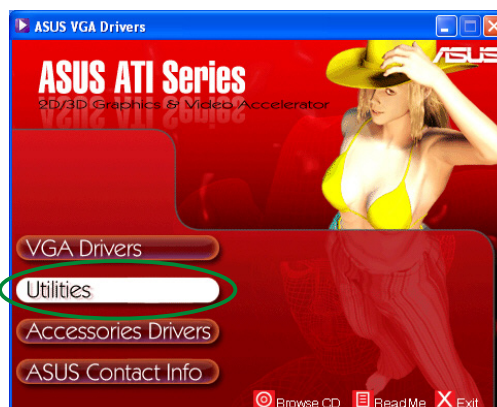 ASUS VGA Drivers
ASUS
ASUS ATI Series
2D/3D Graphics & Video Accelerator
VGA Drivers
Utilities
Accessories Drivers
ASUS Contact Info
Browse CD ReadMe Exit